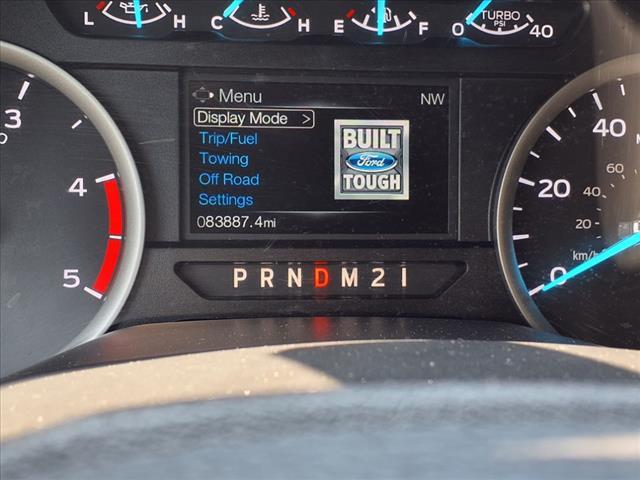 L H C H E F 0 TURBO PSI 40
Menu NW
Display Mode >
Trip/Fuel
Towing
Off Road
Settings
083887.4mi
BUILT
Ford
TOUGH
P R N D M 2 1
3
4
5
0 20 40
20 40 60
km/h